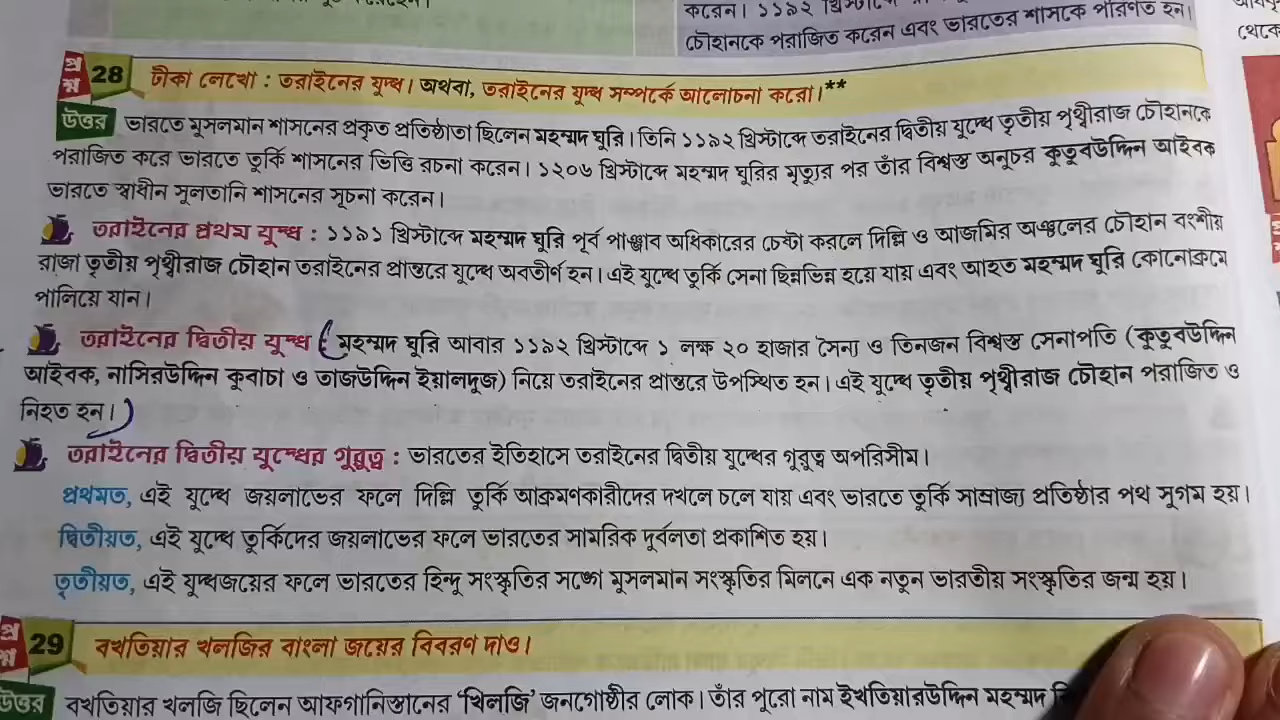 করেন। ১১৯২ খ্রিস্টাব্দে
চৌহানকে পরাজিত করেন এবং ভারতের শাসকে পরিণত হন।
থেকে
প্রশ্ন 28 টীকা লেখো : তরাইনের যুদ্ধ। অথবা, তরাইনের যুদ্ধ সম্পর্কে আলোচনা করো।**
উত্তর ভারতে মুসলমান শাসনের প্রকৃত প্রতিষ্ঠাতা ছিলেন মহম্মদ ঘুরি। তিনি ১১৯২ খ্রিস্টাব্দে তরাইনের দ্বিতীয় যুদ্ধে তৃতীয় পৃথ্বীরাজ চৌহানকে
পরাজিত করে ভারতে তুর্কি শাসনের ভিত্তি রচনা করেন। ১২০৬ খ্রিস্টাব্দে মহম্মদ ঘুরির মৃত্যুর পর তাঁর বিশ্বস্ত অনুচর কুতুবউদ্দিন আইবক
ভারতে স্বাধীন সুলতানি শাসনের সূচনা করেন।
তরাইনের প্রথম যুদ্ধ : ১১৯১ খ্রিস্টাব্দে মহম্মদ ঘুরি পূর্ব পাঞ্জাব অধিকারের চেষ্টা করলে দিল্লি ও আজমির অঞ্চলের চৌহান বংশীয়
রাজা তৃতীয় পৃথ্বীরাজ চৌহান তরাইনের প্রান্তরে যুদ্ধে অবতীর্ণ হন। এই যুদ্ধে তুর্কি সেনা ছিন্নভিন্ন হয়ে যায় এবং আহত মহম্মদ ঘুরি কোনোক্রমে
পালিয়ে যান।
তরাইনের দ্বিতীয় যুদ্ধ : মহম্মদ ঘুরি আবার ১১৯২ খ্রিস্টাব্দে ১ লক্ষ ২০ হাজার সৈন্য ও তিনজন বিশ্বস্ত সেনাপতি (কুতুবউদ্দিন
আইবক, নাসিরউদ্দিন কুবাচা ও তাজউদ্দিন ইয়ালদুজ) নিয়ে তরাইনের প্রান্তরে উপস্থিত হন। এই যুদ্ধে তৃতীয় পৃথ্বীরাজ চৌহান পরাজিত ও
নিহত হন।
তরাইনের দ্বিতীয় যুদ্ধের গুরুত্ব : ভারতের ইতিহাসে তরাইনের দ্বিতীয় যুদ্ধের গুরুত্ব অপরিসীম।
প্রথমত, এই যুদ্ধে জয়লাভের ফলে দিল্লি তুর্কি আক্রমণকারীদের দখলে চলে যায় এবং ভারতে তুর্কি সাম্রাজ্য প্রতিষ্ঠার পথ সুগম হয়।
দ্বিতীয়ত, এই যুদ্ধে তুর্কিদের জয়লাভের ফলে ভারতের সামরিক দুর্বলতা প্রকাশিত হয়।
তৃতীয়ত, এই যুদ্ধজয়ের ফলে ভারতের হিন্দু সংস্কৃতির সঙ্গে মুসলমান সংস্কৃতির মিলনে এক নতুন ভারতীয় সংস্কৃতির জন্ম হয়।
প্রশ্ন 29 বখতিয়ার খলজির বাংলা জয়ের বিবরণ দাও।
উত্তর বখতিয়ার খলজি ছিলেন আফগানিস্তানের 'খিলজি' জনগোষ্ঠীর লোক। তাঁর পুরো নাম ইখতিয়ারউদ্দিন মহম্মদ